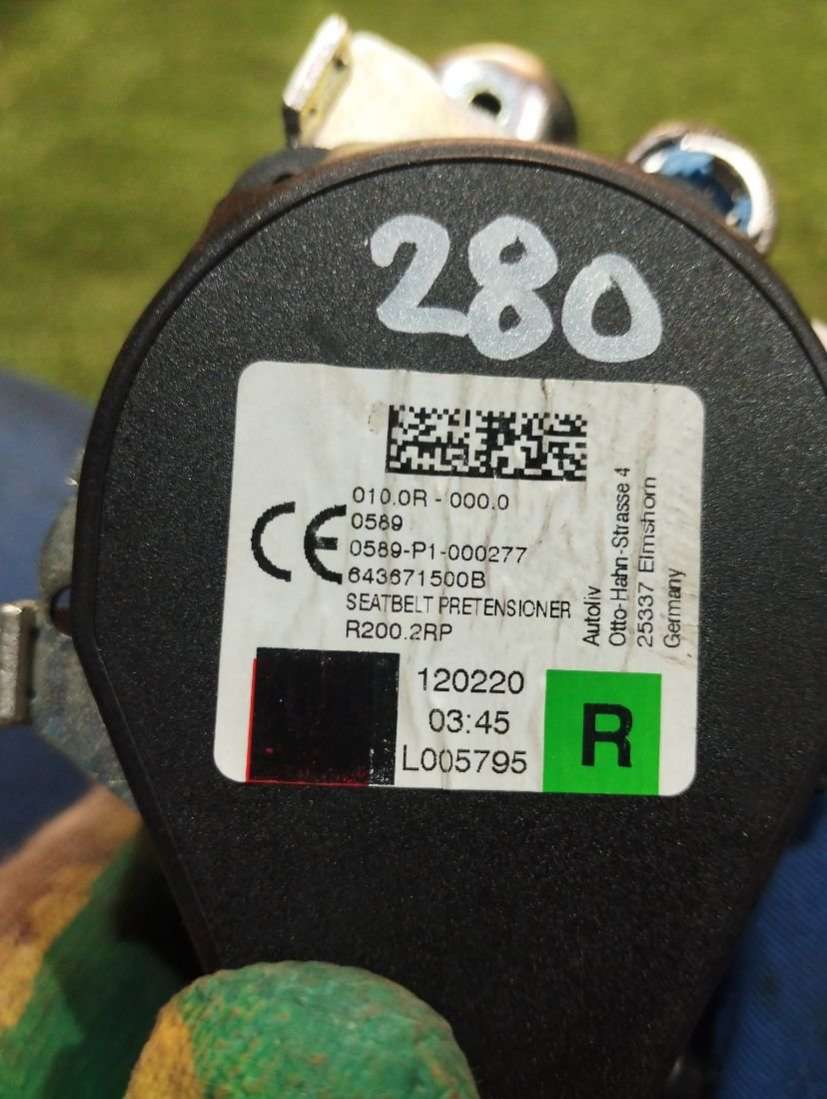 280
010.0R - 000.0
0589
0589-P1-000277
643671500B
SEATBELT PRETENSIONER
R200.2RP
CE
Autoliv
Otto-Hahn-Strasse 4
25337 Elmshorn
Germany
120220
03:45
L005795
R